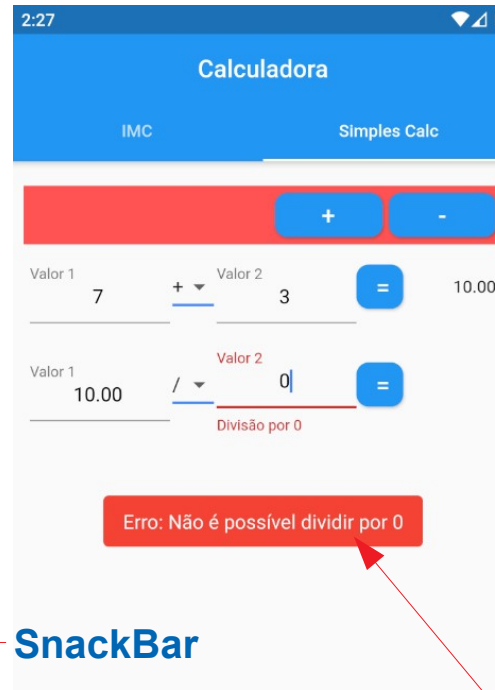 2:27
Calculadora
IMC Simples Calc
+ -
Valor 1 Valor 2
7 + 3 = 10.00
Valor 1 Valor 2
10.00 / 0 =
Divisão por 0
Erro: Não é possível dividir por 0
SnackBar